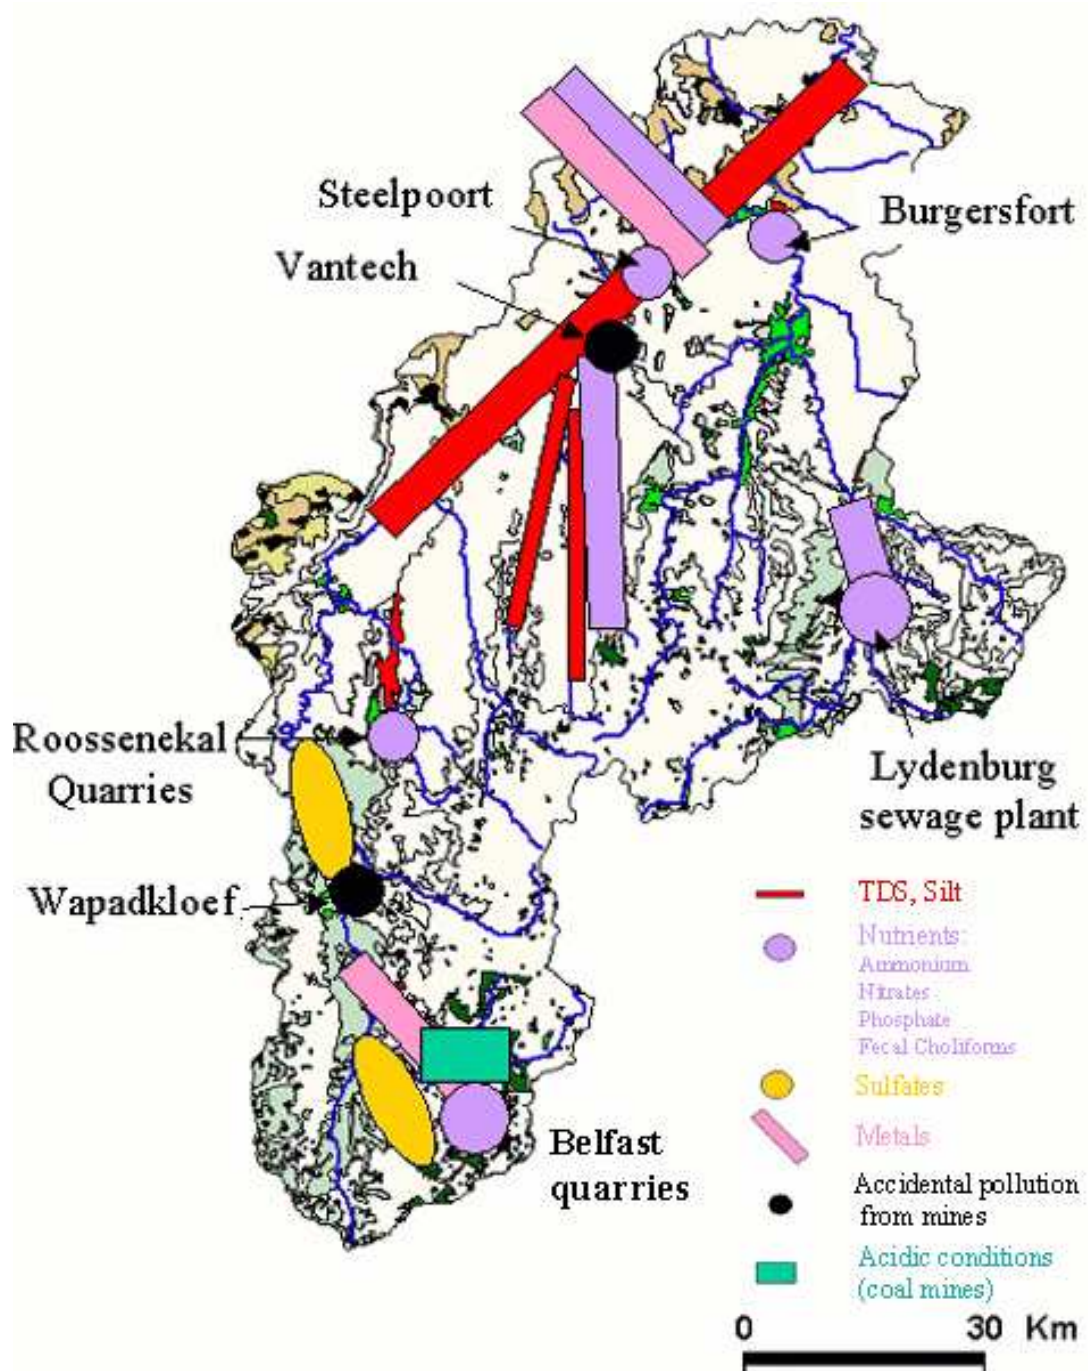 Steelpoort
Burgersfort
Vantech
Roossenekal
Quarries
Lydenburg
sewage plant
Wapadkloef
TDS, Silt
Nutrients:
Ammonium
Nitrates
Phosphate
Fecal Choliforms
Sulfates
Metals
Belfast
quarries
Accidental pollution
from mines
Acidic conditions
(coal mines)
0 30 Km